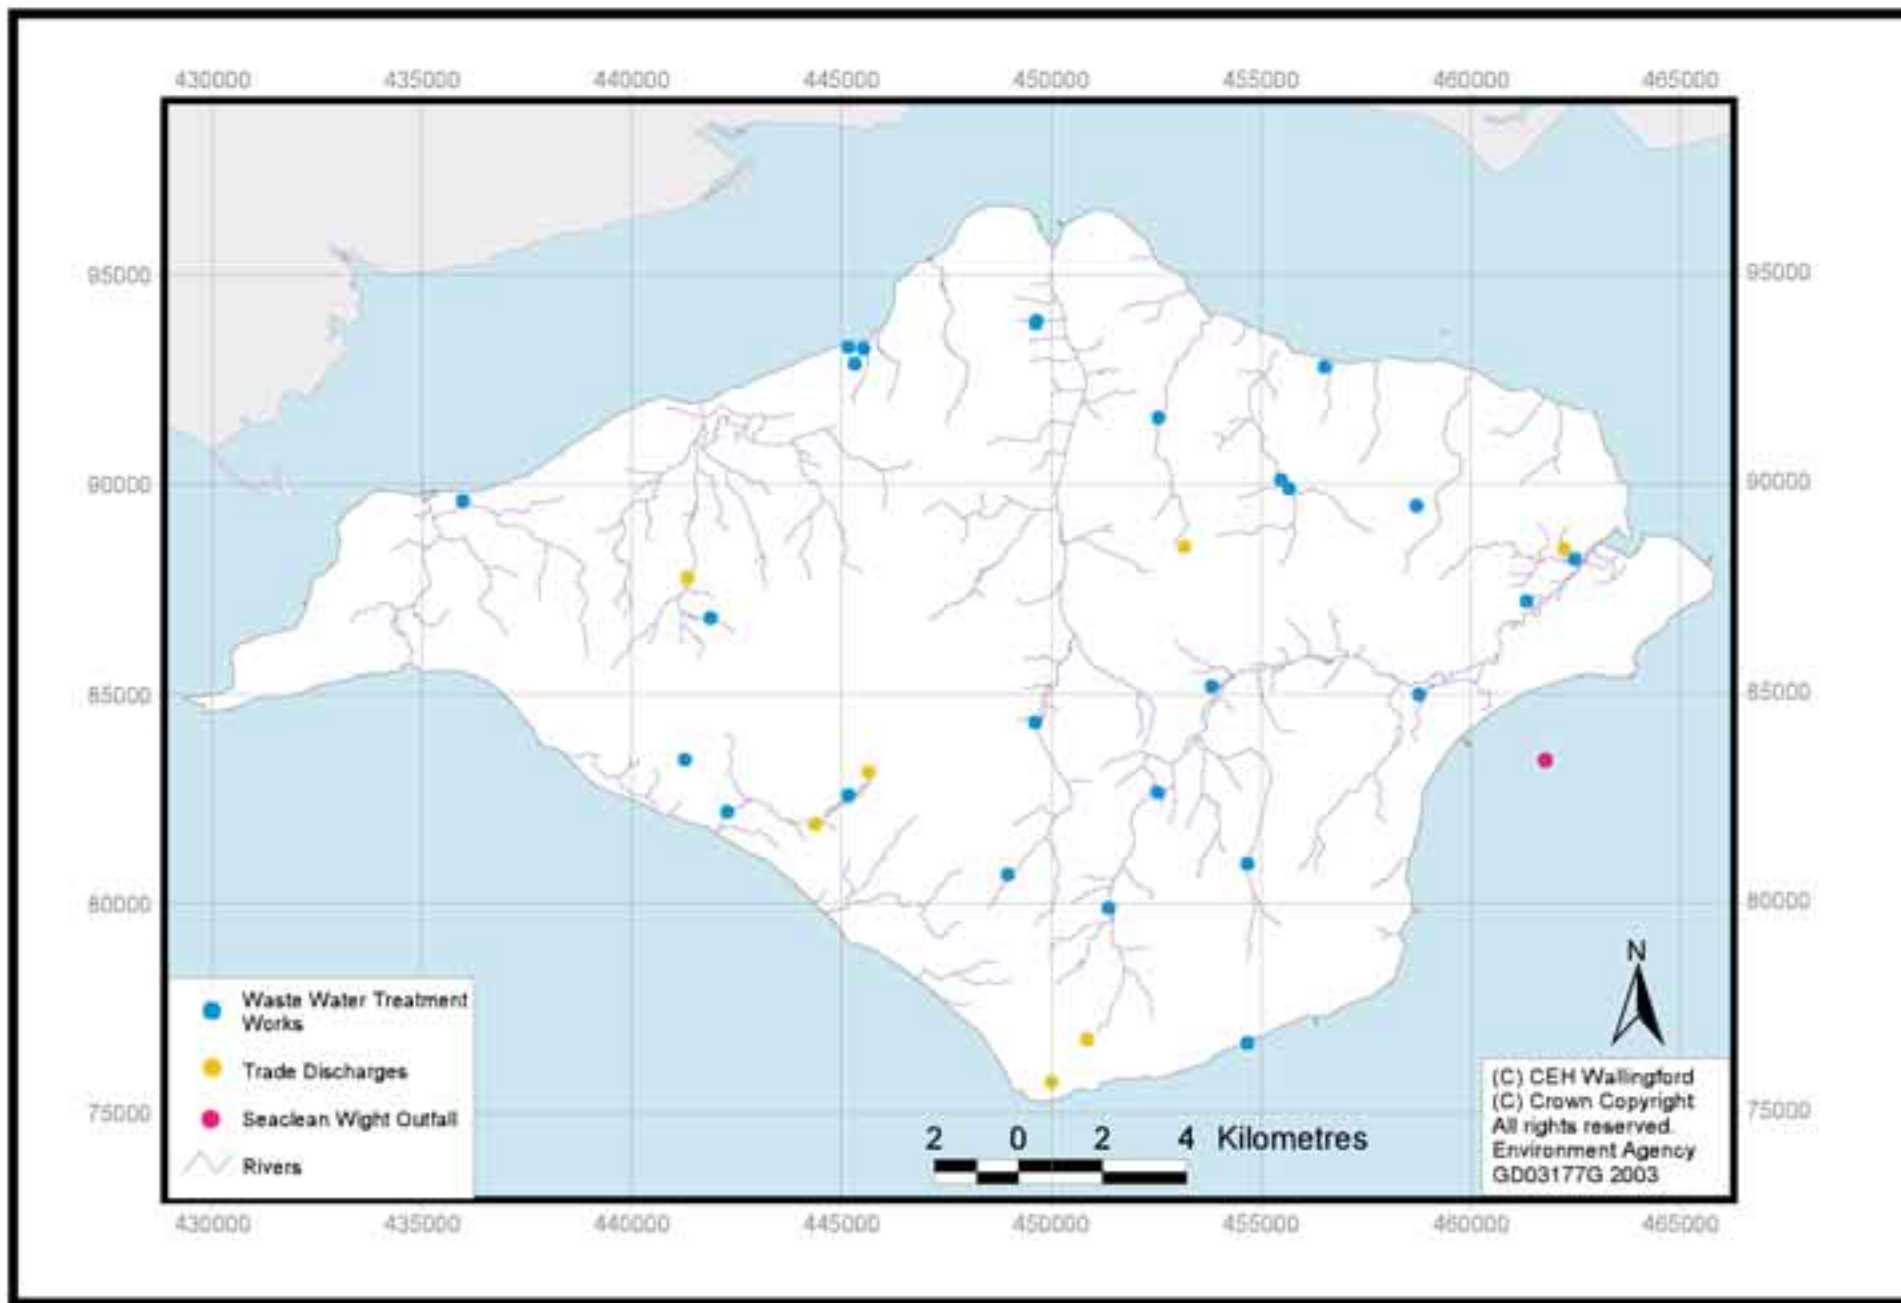 430000 435000 440000 445000 450000 455000 460000 465000
95000 95000
90000 90000
85000 85000
80000 80000
75000 75000
N
Waste Water Treatment
Works
Trade Discharges
Seaclean Wight Outfall
Rivers
2 0 2 4 Kilometres
(C) CEH Wallingford
(C) Crown Copyright
All rights reserved.
Environment Agency
GD03177G 2003
430000 435000 440000 445000 450000 455000 460000 465000